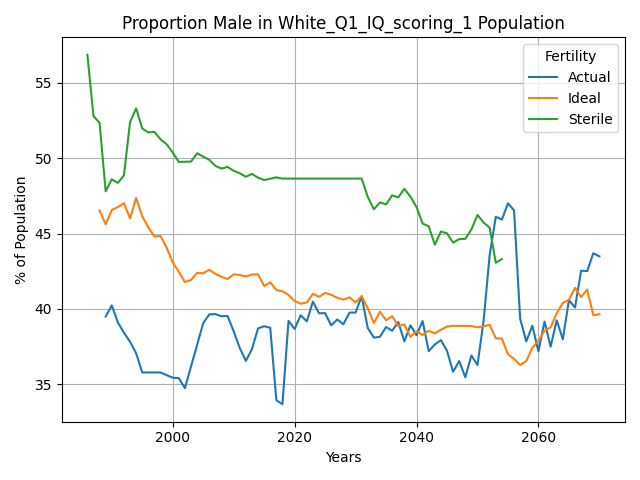 Proportion Male in White_Q1_IQ_scoring_1 Population
Fertility
Actual
Ideal
Sterile
% of Population
55
50
45
40
35
2000
2020
2040
2060
Years